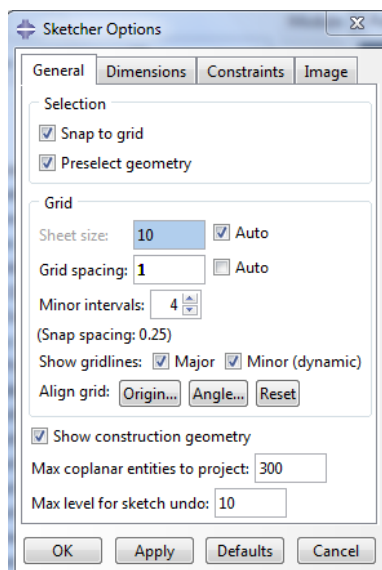 Sketcher Options
General Dimensions Constraints Image
Selection
Snap to grid
Preselect geometry
Grid
Sheet size: 10 Auto
Grid spacing: 1 Auto
Minor intervals: 4
(Snap spacing: 0.25)
Show gridlines: Major Minor (dynamic)
Align grid: Origin... Angle... Reset
Show construction geometry
Max coplanar entities to project: 300
Max level for sketch undo: 10
OK Apply Defaults Cancel